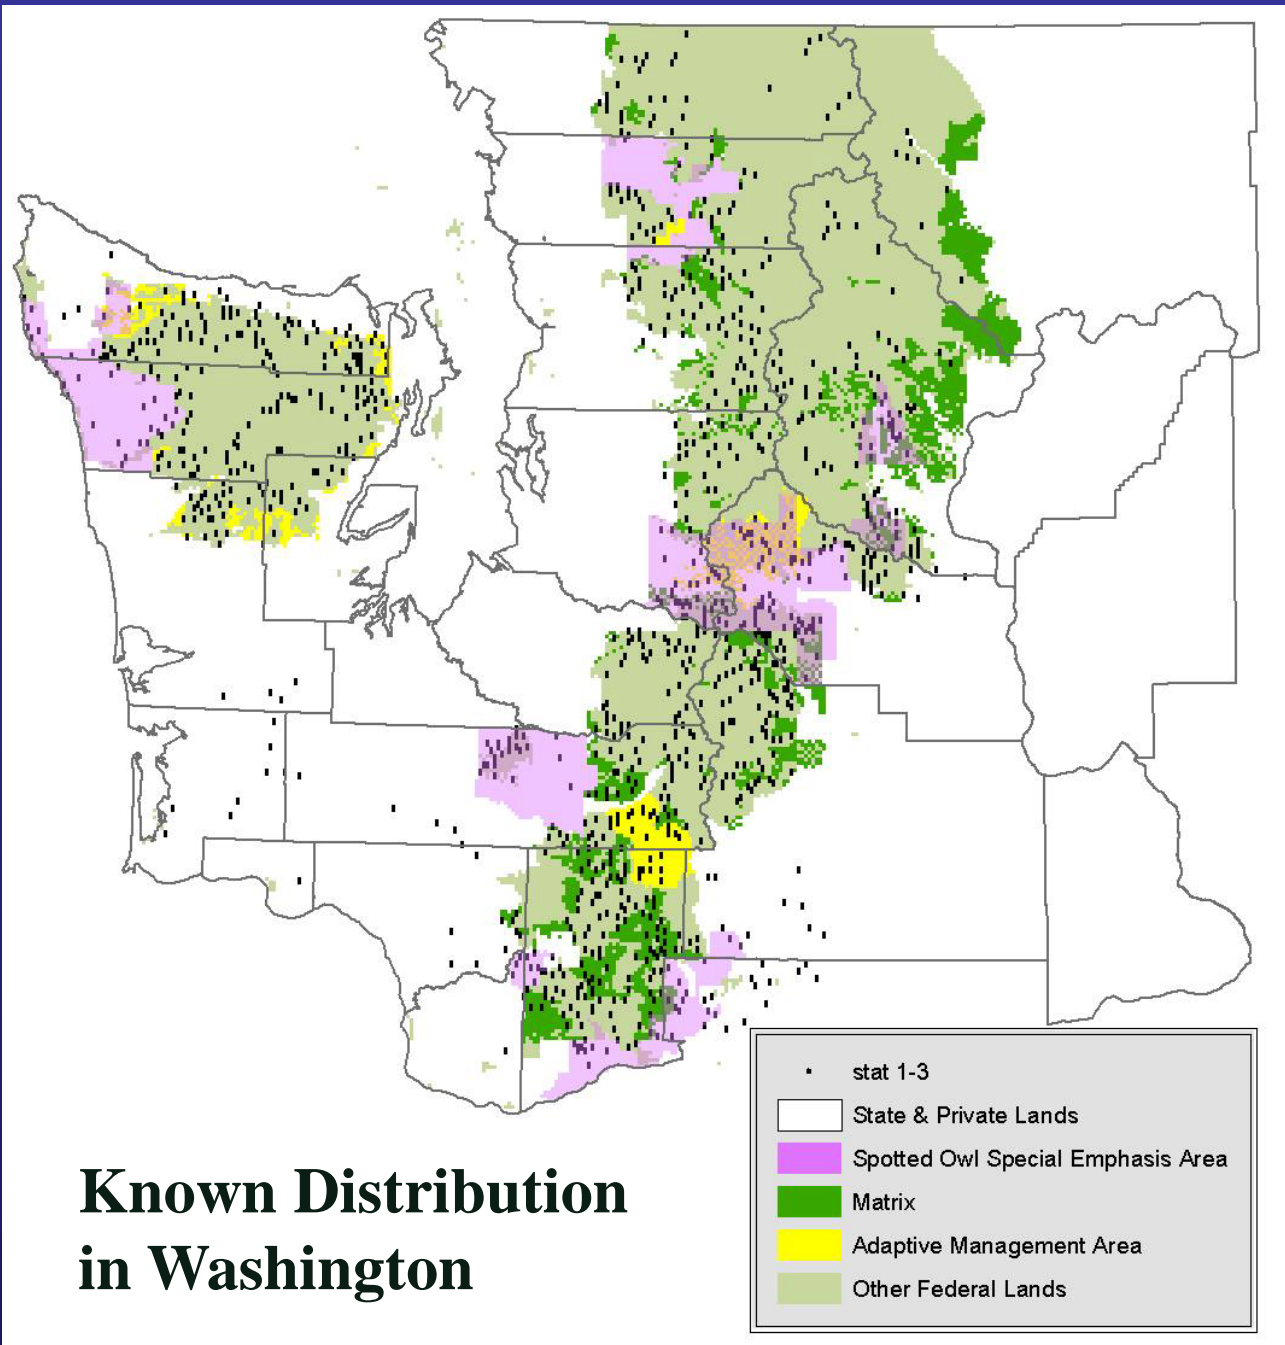 stat 1-3
State & Private Lands
Spotted Owl Special Emphasis Area
Matrix
Adaptive Management Area
Other Federal Lands
Known Distribution
in Washington